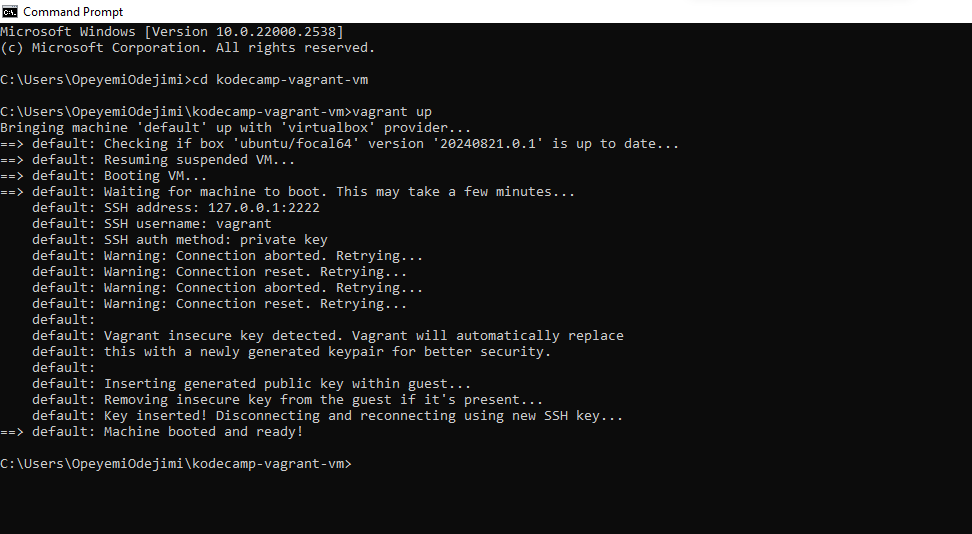 Command Prompt
Microsoft Windows [Version 10.0.22000.2538]
(c) Microsoft Corporation. All rights reserved.
C:\Users\OpeyemiOdejimi>cd kodecamp-vagrant-vm
C:\Users\OpeyemiOdejimi\kodecamp-vagrant-vm>vagrant up
Bringing machine 'default' up with 'virtualbox' provider...
==> default: Checking if box 'ubuntu/focal64' version '20240821.0.1' is up to date...
==> default: Resuming suspended VM...
==> default: Booting VM...
==> default: Waiting for machine to boot. This may take a few minutes...
    default: SSH address: 127.0.0.1:2222
    default: SSH username: vagrant
    default: SSH auth method: private key
    default: Warning: Connection aborted. Retrying...
    default: Warning: Connection reset. Retrying...
    default: Warning: Connection aborted. Retrying...
    default: Warning: Connection reset. Retrying...
    default:
    default: Vagrant insecure key detected. Vagrant will automatically replace
    default: this with a newly generated keypair for better security.
    default:
    default: Inserting generated public key within guest...
    default: Removing insecure key from the guest if it's present...
    default: Key inserted! Disconnecting and reconnecting using new SSH key...
==> default: Machine booted and ready!
C:\Users\OpeyemiOdejimi\kodecamp-vagrant-vm>